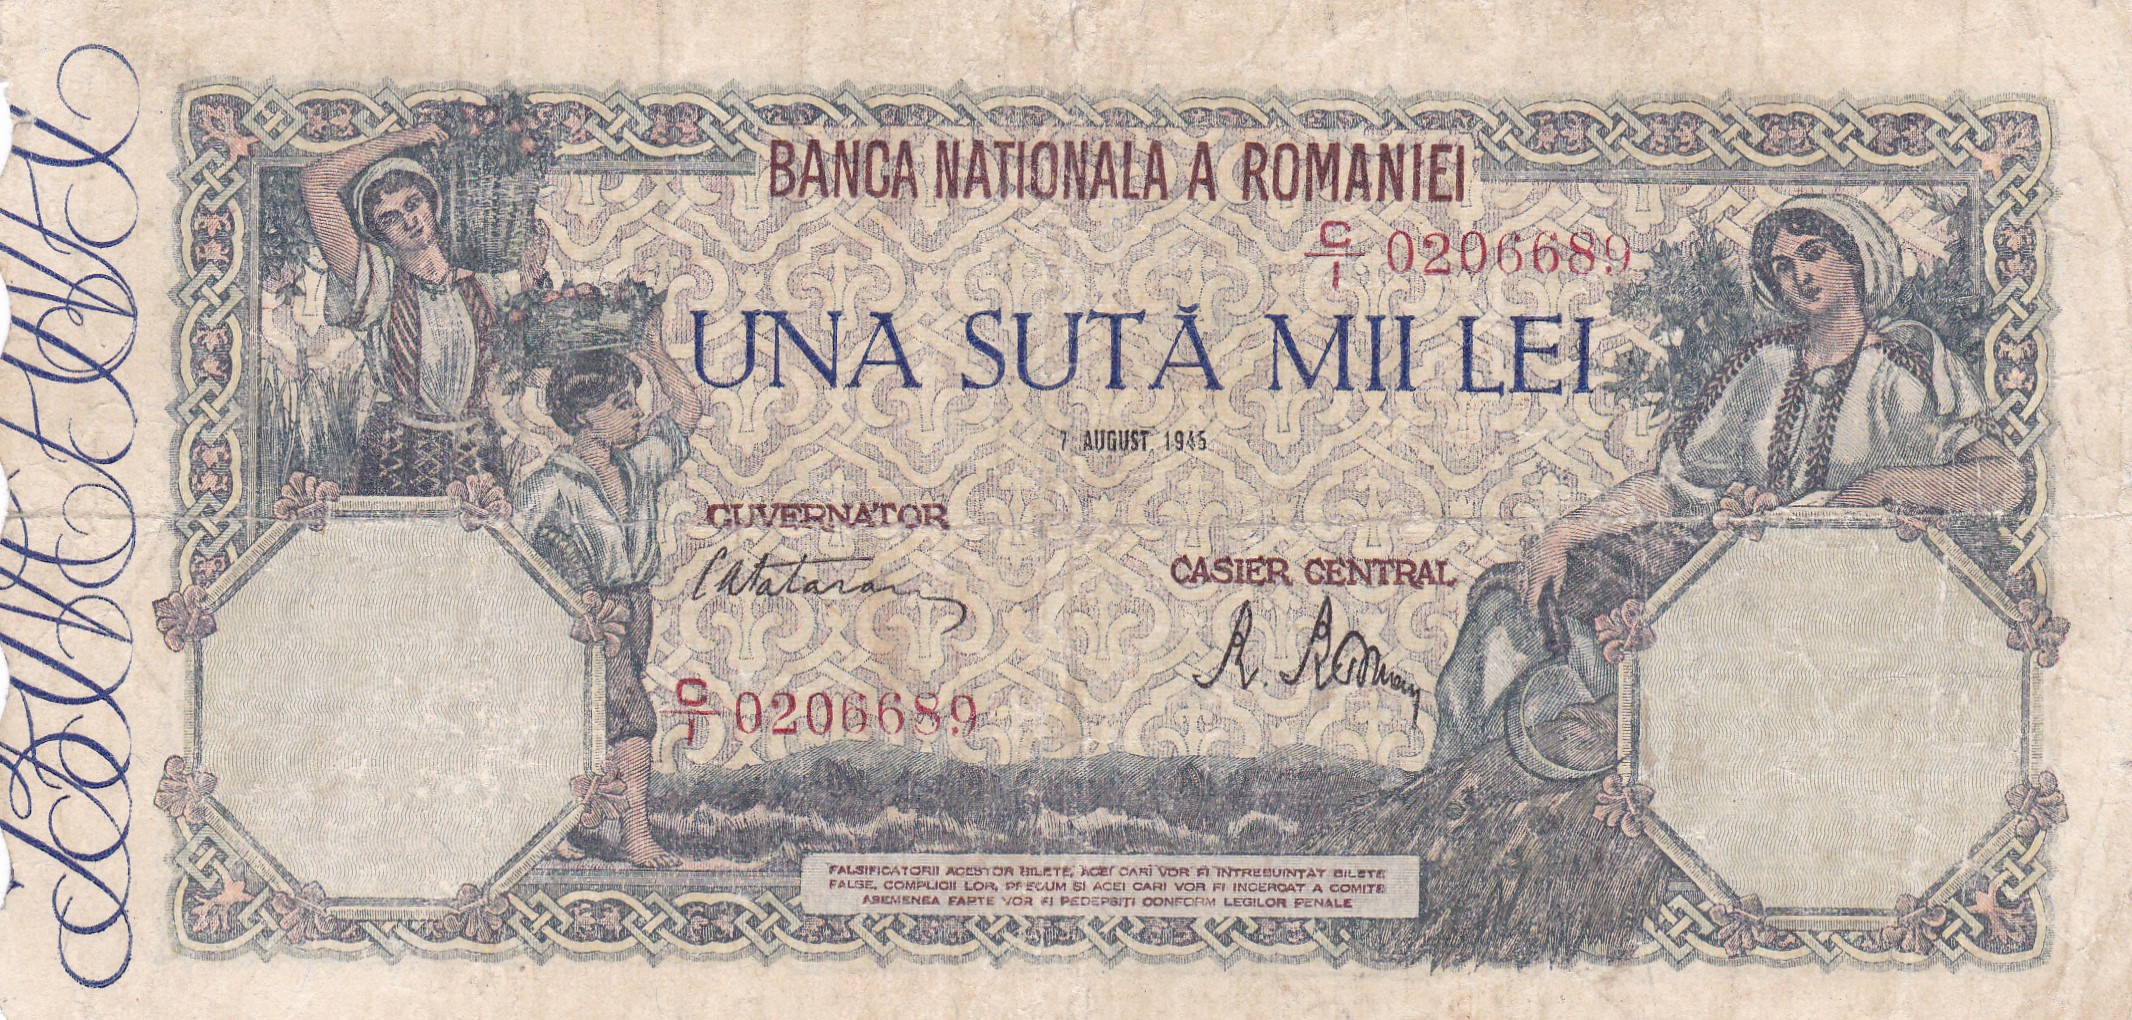 BANCA NATIONALA A ROMANIEI
C/1 0206689
UNA SUTĂ MII LEI
7 AUGUST 1945
GUVERNATOR
CASIER CENTRAL
C/1 0206689
FALSIFICATORII ACESTOR BILETE, ACEI CARI VOR FI INTREBUINTAT BILETE
FALSE, COMPLICII LOR, PRECUM SI ACEI CARI VOR FI INCERCAT A COMITE
ASEMENEA FAPTE VOR FI PEDEPSITI CONFORM LEGILOR PENALE